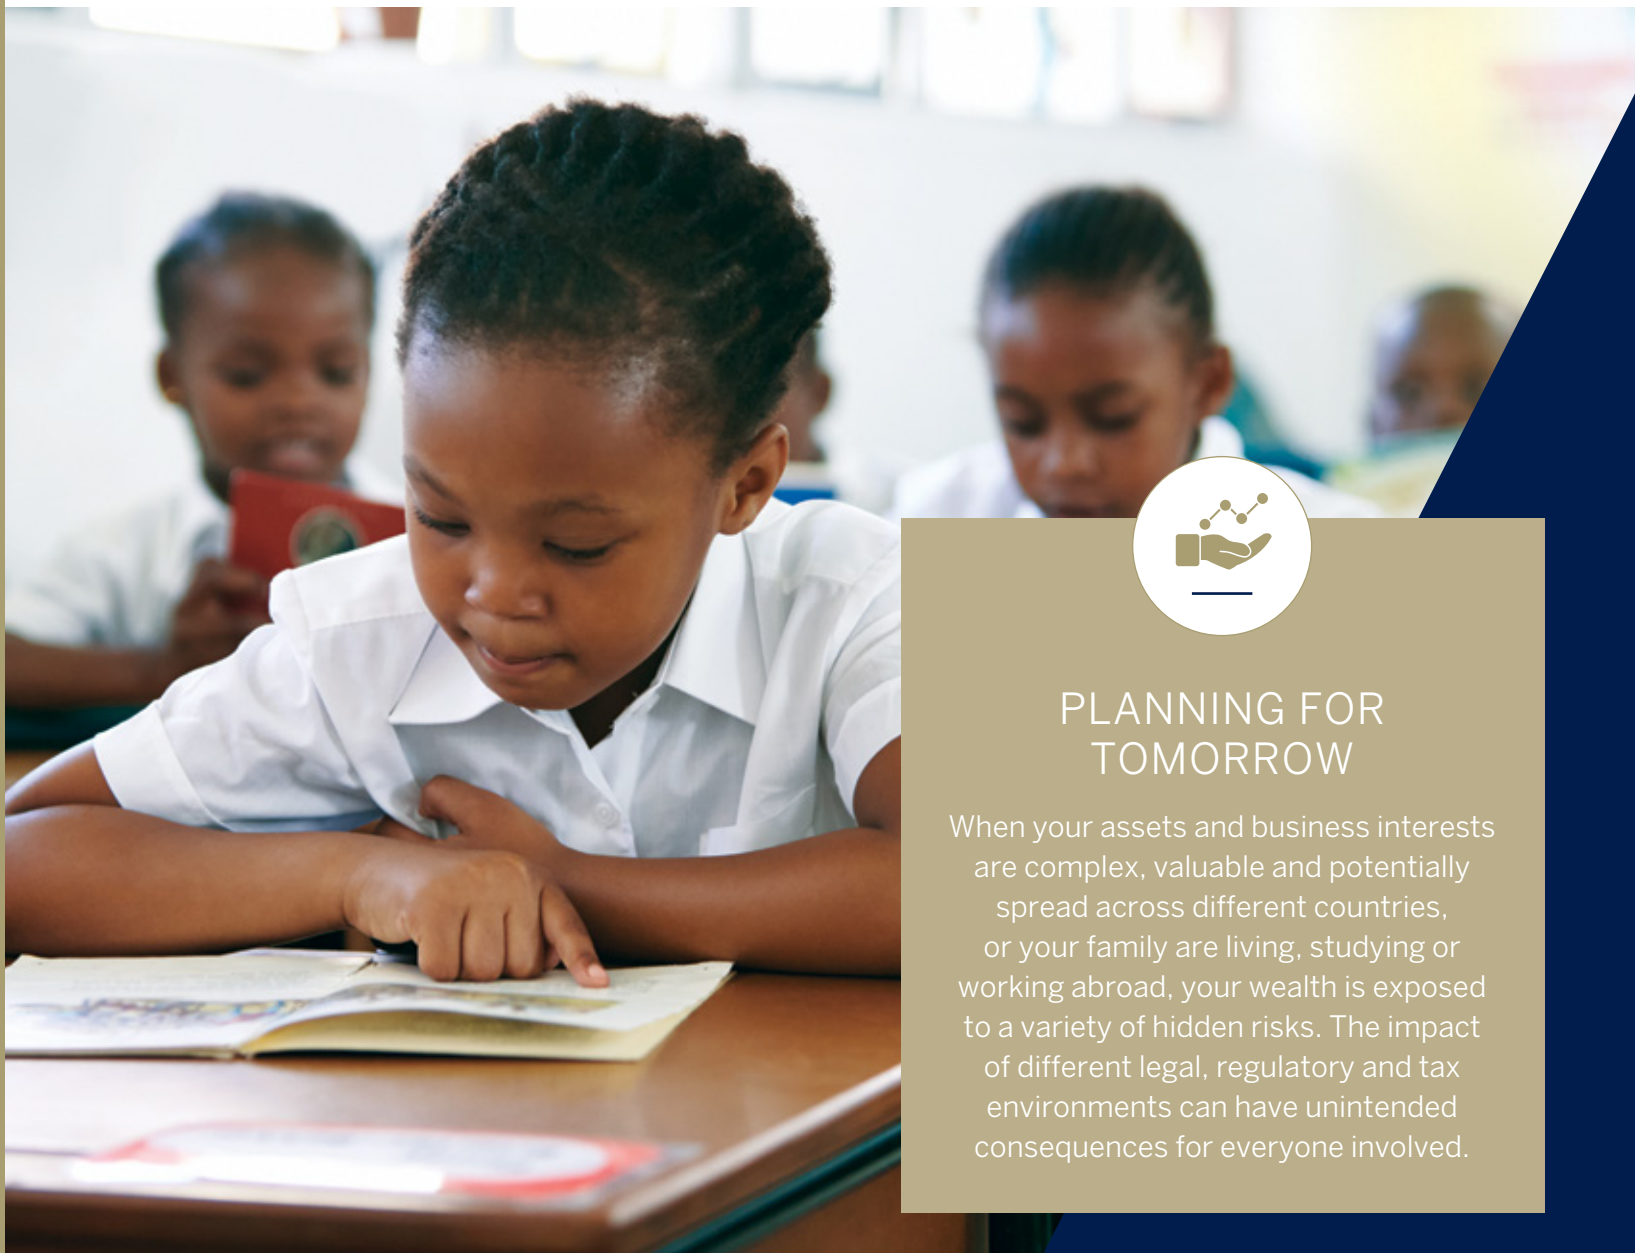 PLANNING FOR
TOMORROW
When your assets and business interests
are complex, valuable and potentially
spread across different countries,
or your family are living, studying or
working abroad, your wealth is exposed
to a variety of hidden risks. The impact
of different legal, regulatory and tax
environments can have unintended
consequences for everyone involved.